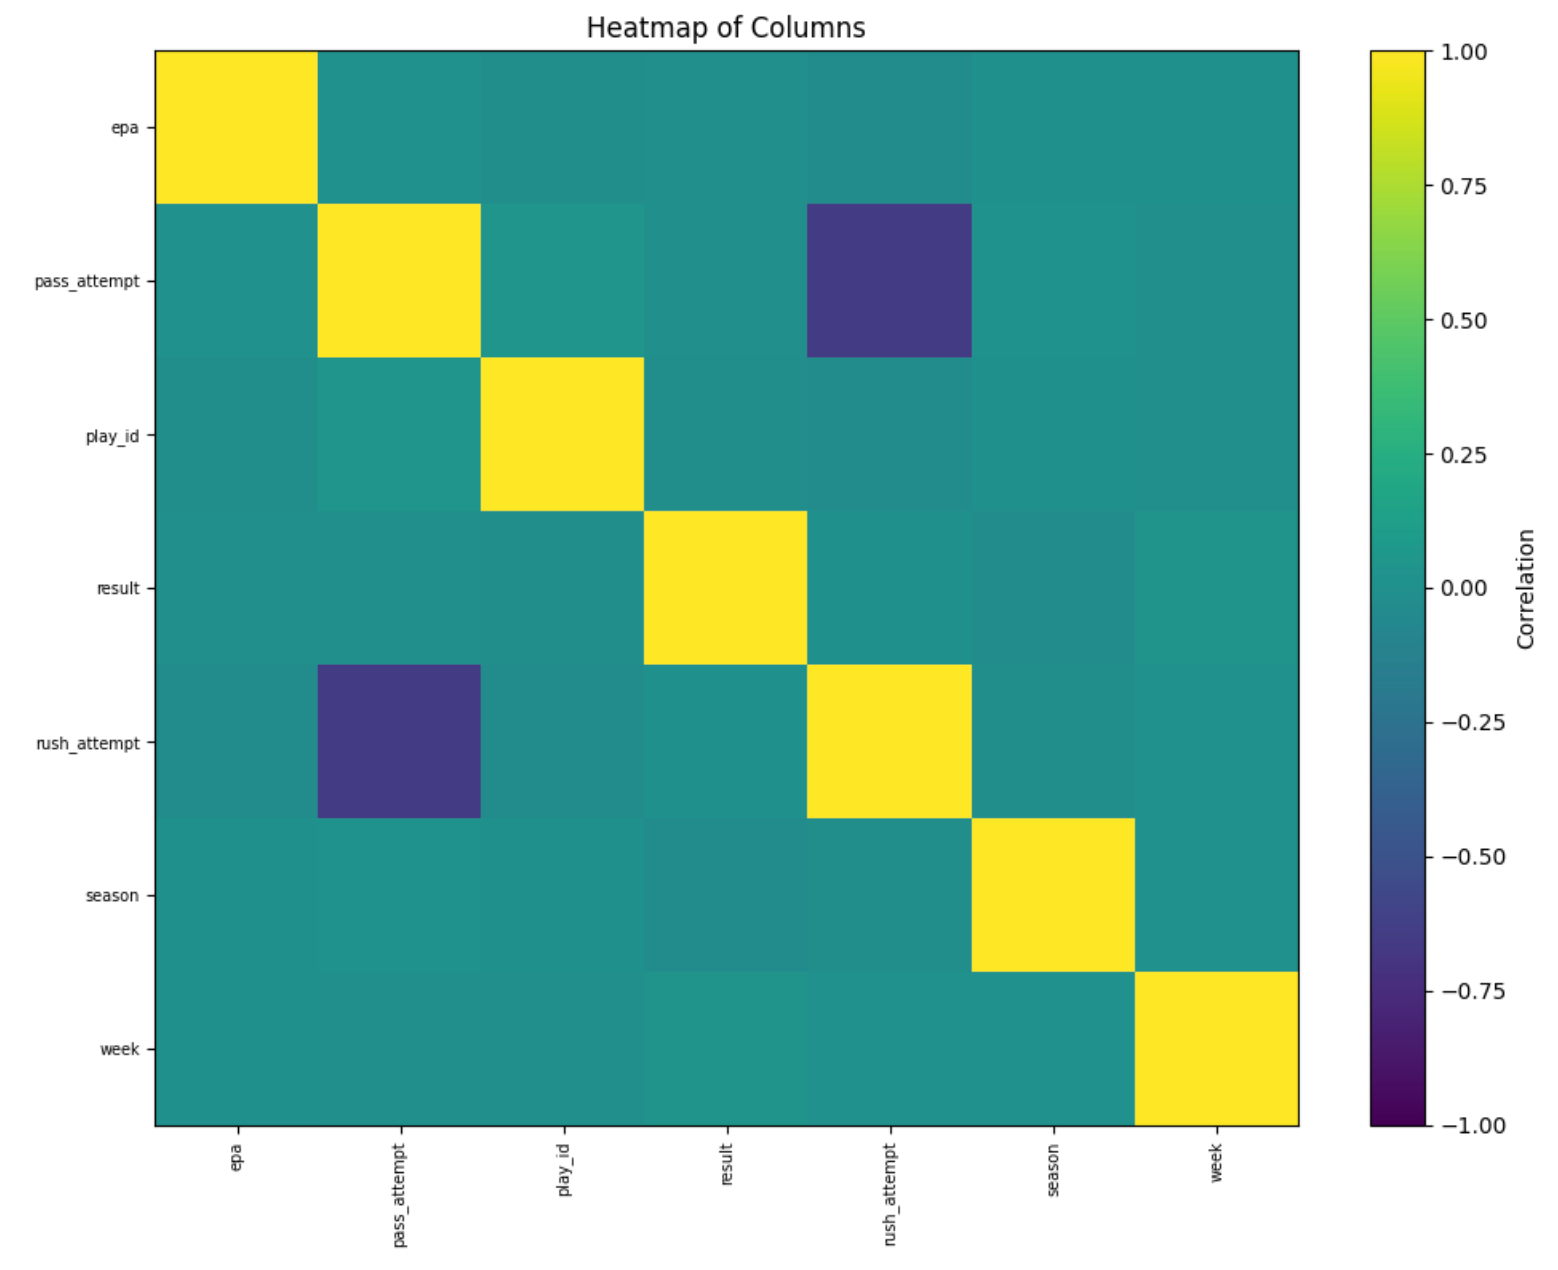 Heatmap of Columns
epa
pass_attempt
play_id
result
rush_attempt
season
week
epa
pass_attempt
play_id
result
rush_attempt
season
week
1.00
0.75
0.50
0.25
0.00
−0.25
−0.50
−0.75
−1.00
Correlation